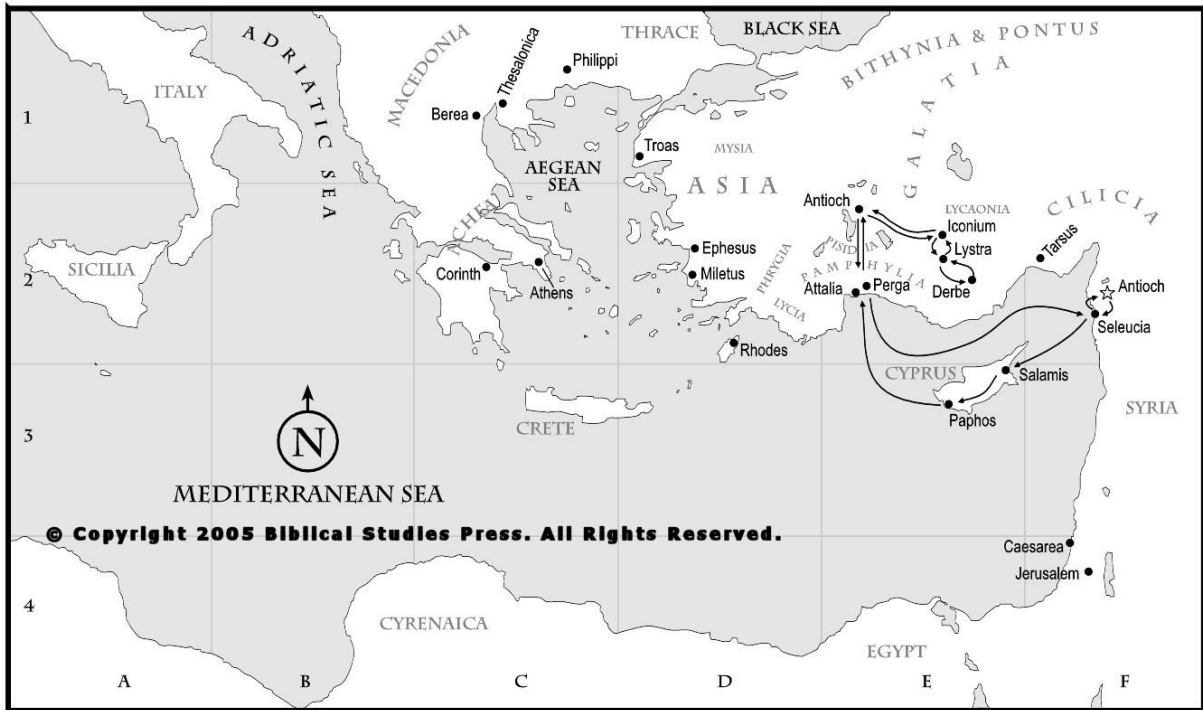 BLACK SEA
THRACE
BITHYNIA & PONTUS
ADRIATIC SEA
MACEDONIA
Thesalonica
Philippi
ITALY
GALATIA
1
Berea
Troas
MYSIA
AEGEAN
SEA
ASIA
Antioch
LYCAONIA
CILICIA
Iconium
ACHEA
PISIDIA
Lystra
Tarsus
Ephesus
SICILIA
Corinth
Athens
Miletus
PHRYGIA
PAMPHYLIA
2
Attalia
Perga
Derbe
Antioch
LYCIA
Seleucia
Rhodes
CYPRUS
Salamis
SYRIA
Paphos
CRETE
3
N
MEDITERRANEAN SEA
© Copyright 2005 Biblical Studies Press. All Rights Reserved.
Caesarea
Jerusalem
4
CYRENAICA
EGYPT
A
B
C
D
E
F